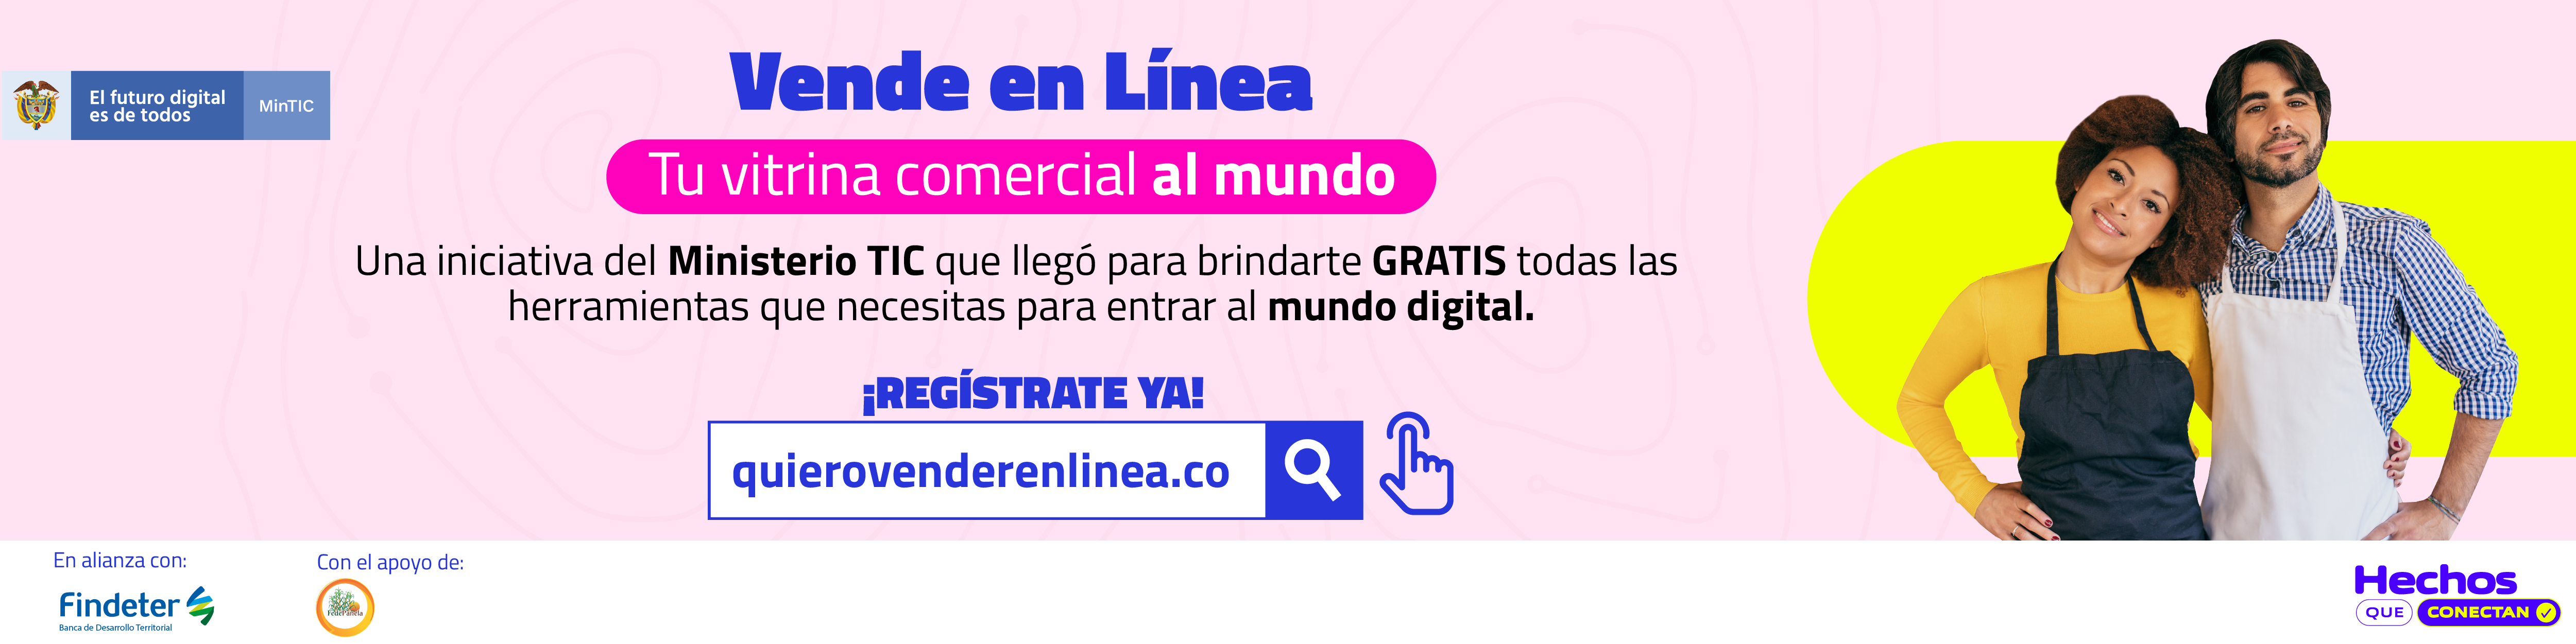 El futuro digital
es de todos
MinTIC
Vende en Línea
Tu vitrina comercial al mundo
Una iniciativa del Ministerio TIC que llegó para brindarte GRATIS todas las
herramientas que necesitas para entrar al mundo digital.
¡REGÍSTRATE YA!
quierovenderenlinea.co
En alianza con:
Findeter
Banca de Desarrollo Territorial
Con el apoyo de:
FedePanela
Hechos
QUE CONECTAN